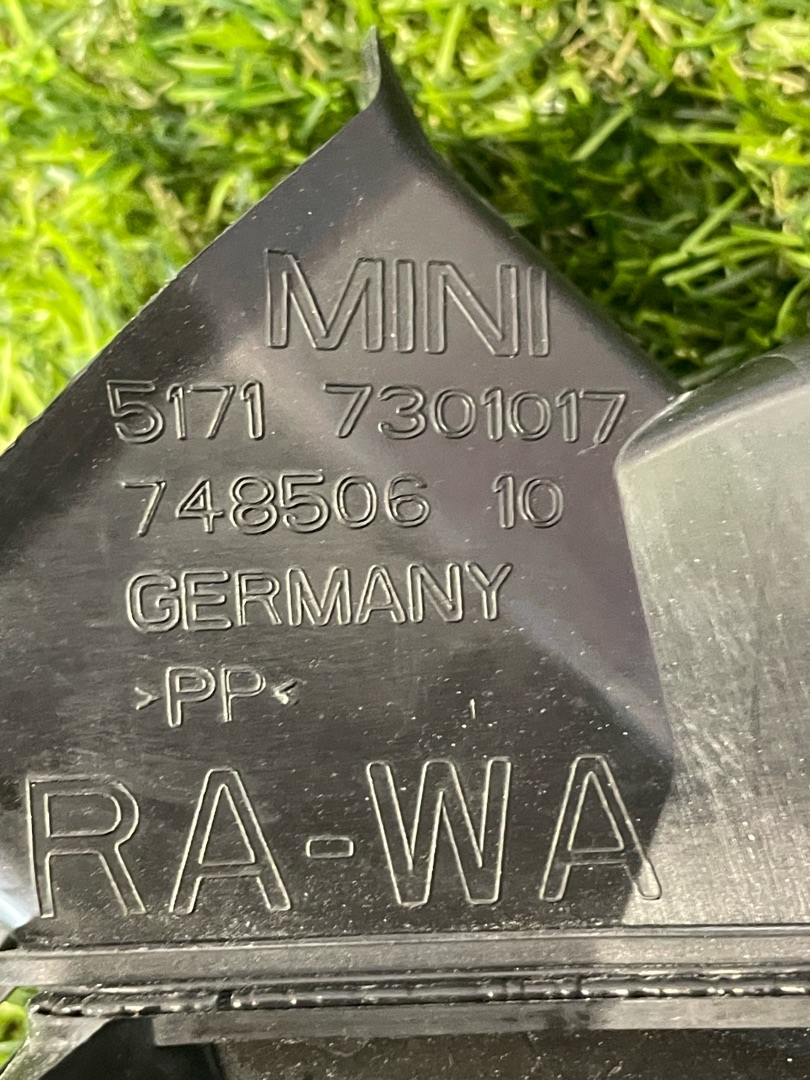 MINI
5171 7301017
748506 10
GERMANY
>PP<
RA-WA